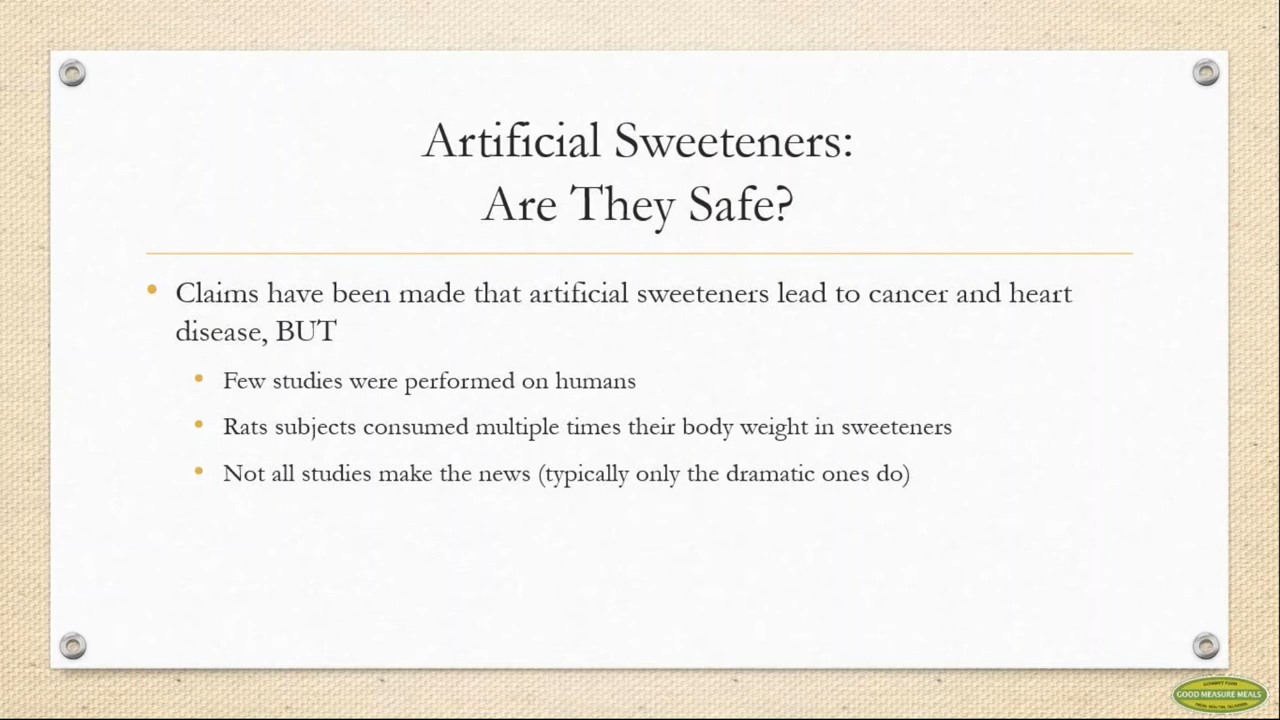 Artificial Sweeteners:
Are They Safe?
Claims have been made that artificial sweeteners lead to cancer and heart
disease, BUT
Few studies were performed on humans
Rats subjects consumed multiple times their body weight in sweeteners
Not all studies make the news (typically only the dramatic ones do)
GOURMET FOOD
GOOD MEASURE MEALS